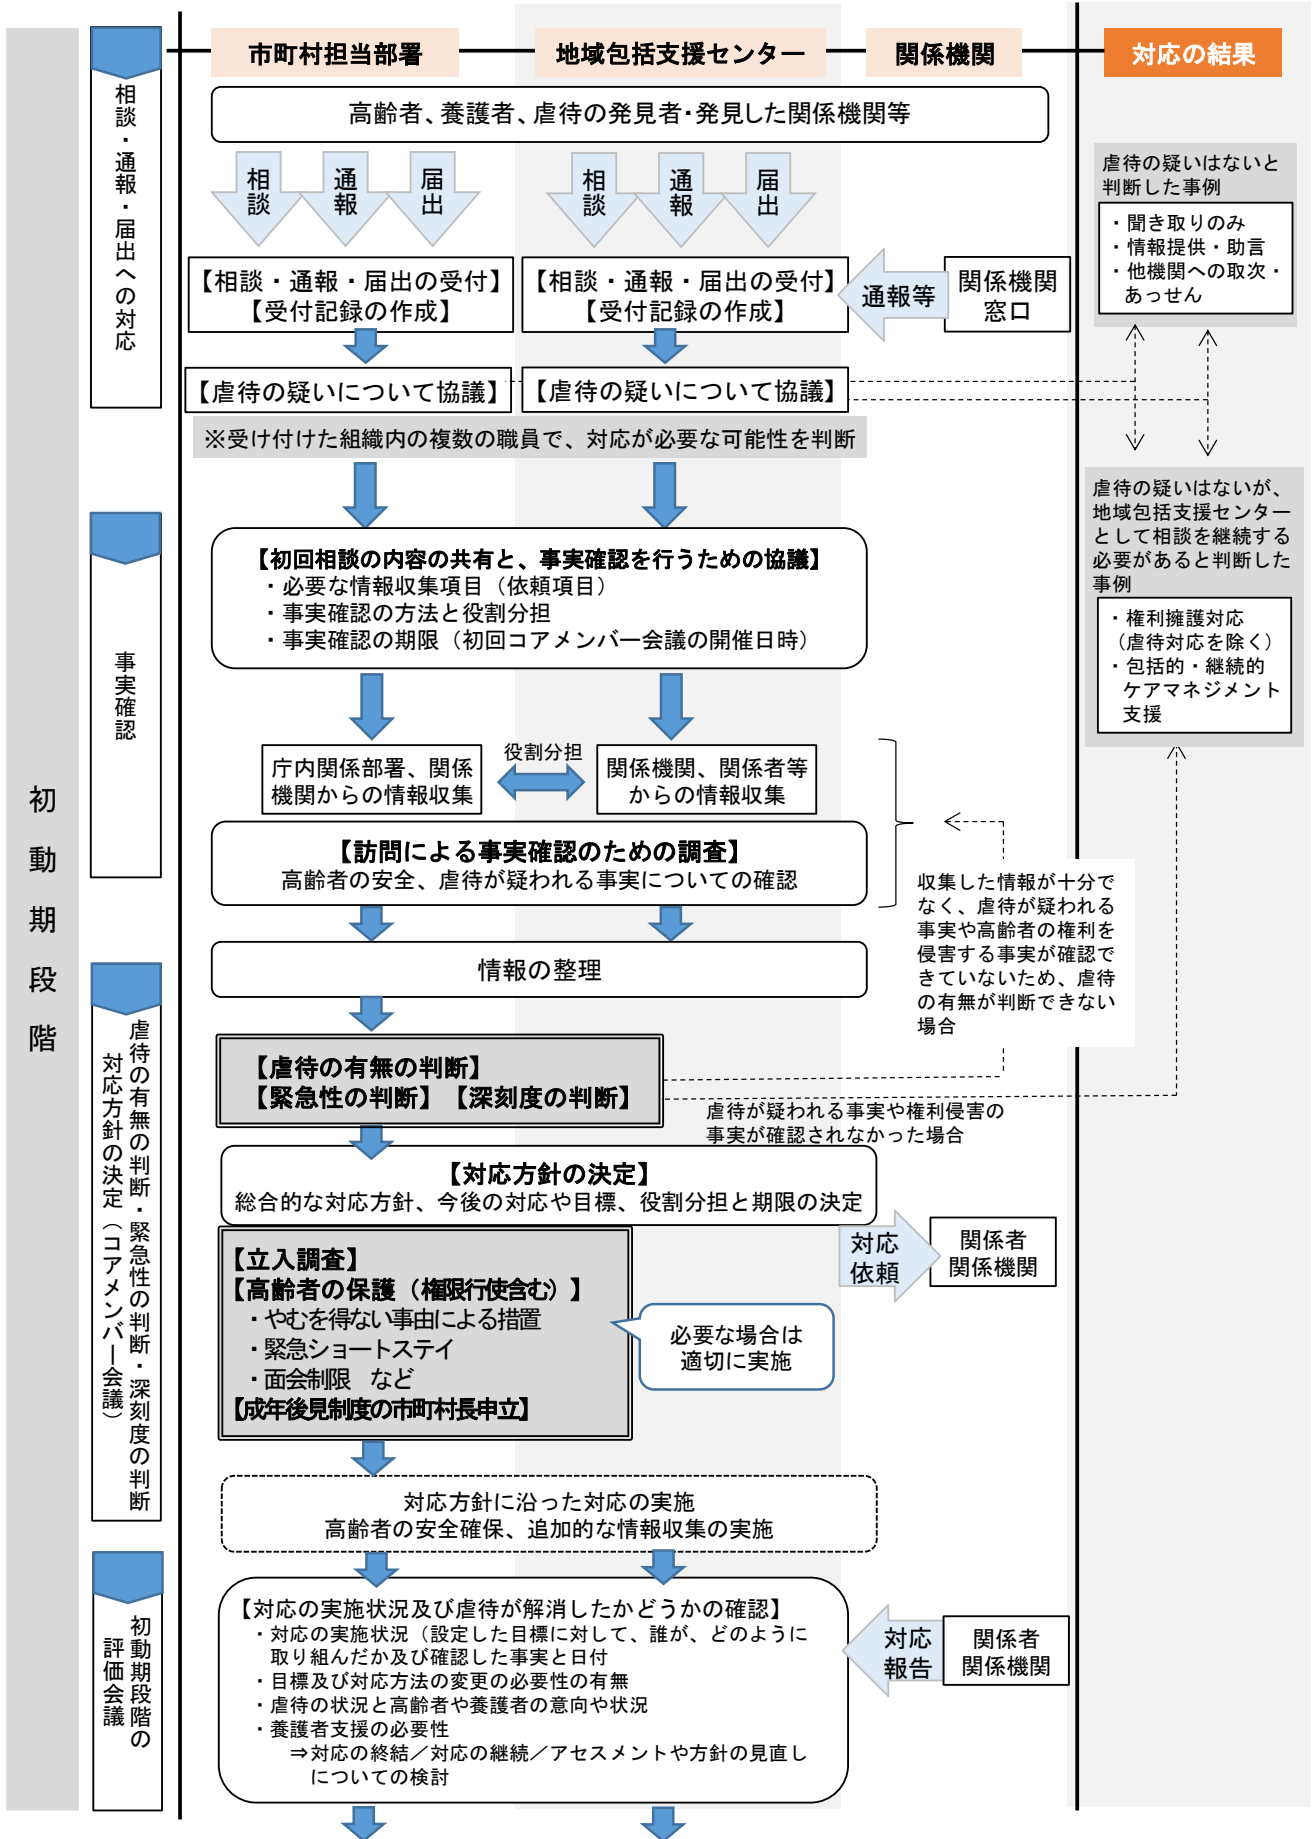 市町村担当部署
地域包括支援センター
関係機関
対応の結果
初動期段階
相談・通報・届出への対応
高齢者、養護者、虐待の発見者・発見した関係機関等
相談
通報
届出
相談
通報
届出
【相談・通報・届出の受付】
【受付記録の作成】
【相談・通報・届出の受付】
【受付記録の作成】
通報等
関係機関
窓口
【虐待の疑いについて協議】
【虐待の疑いについて協議】
※受け付けた組織内の複数の職員で、対応が必要な可能性を判断
虐待の疑いはないと
判断した事例
・聞き取りのみ
・情報提供・助言
・他機関への取次・
あっせん
虐待の疑いはないが、
地域包括支援センター
として相談を継続する
必要があると判断した
事例
・権利擁護対応
（虐待対応を除く）
・包括的・継続的
ケアマネジメント
支援
事実確認
【初回相談の内容の共有と、事実確認を行うための協議】
・必要な情報収集項目（依頼項目）
・事実確認の方法と役割分担
・事実確認の期限（初回コアメンバー会議の開催日時）
庁内関係部署、関係
機関からの情報収集
役割分担
関係機関、関係者等
からの情報収集
【訪問による事実確認のための調査】
高齢者の安全、虐待が疑われる事実についての確認
収集した情報が十分で
なく、虐待が疑われる
事実や高齢者の権利を
侵害する事実が確認で
きていないため、虐待
の有無が判断できない
場合
情報の整理
虐待の有無の判断・緊急性の判断・深刻度の判断
対応方針の決定（コアメンバー会議）
【虐待の有無の判断】
【緊急性の判断】【深刻度の判断】
虐待が疑われる事実や権利侵害の
事実が確認されなかった場合
【対応方針の決定】
総合的な対応方針、今後の対応や目標、役割分担と期限の決定
対応
依頼
関係者
関係機関
【立入調査】
【高齢者の保護（権限行使含む）】
・やむを得ない事由による措置
・緊急ショートステイ
・面会制限　など
【成年後見制度の市町村長申立】
必要な場合は
適切に実施
対応方針に沿った対応の実施
高齢者の安全確保、追加的な情報収集の実施
初動期段階の
評価会議
【対応の実施状況及び虐待が解消したかどうかの確認】
・対応の実施状況（設定した目標に対して、誰が、どのように
取り組んだか及び確認した事実と日付
・目標及び対応方法の変更の必要性の有無
・虐待の状況と高齢者や養護者の意向や状況
・養護者支援の必要性
⇒対応の終結／対応の継続／アセスメントや方針の見直し
についての検討
対応
報告
関係者
関係機関